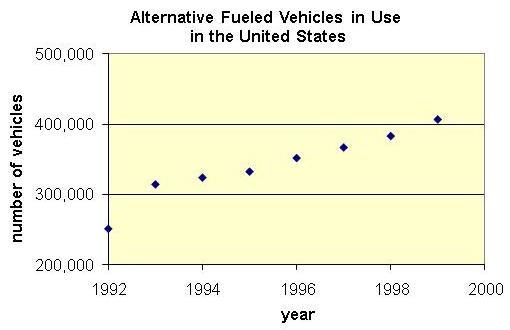 Alternative Fueled Vehicles in Use
in the United States
500,000
400,000
300,000
200,000
number of vehicles
1992 1994 1996 1998 2000
year